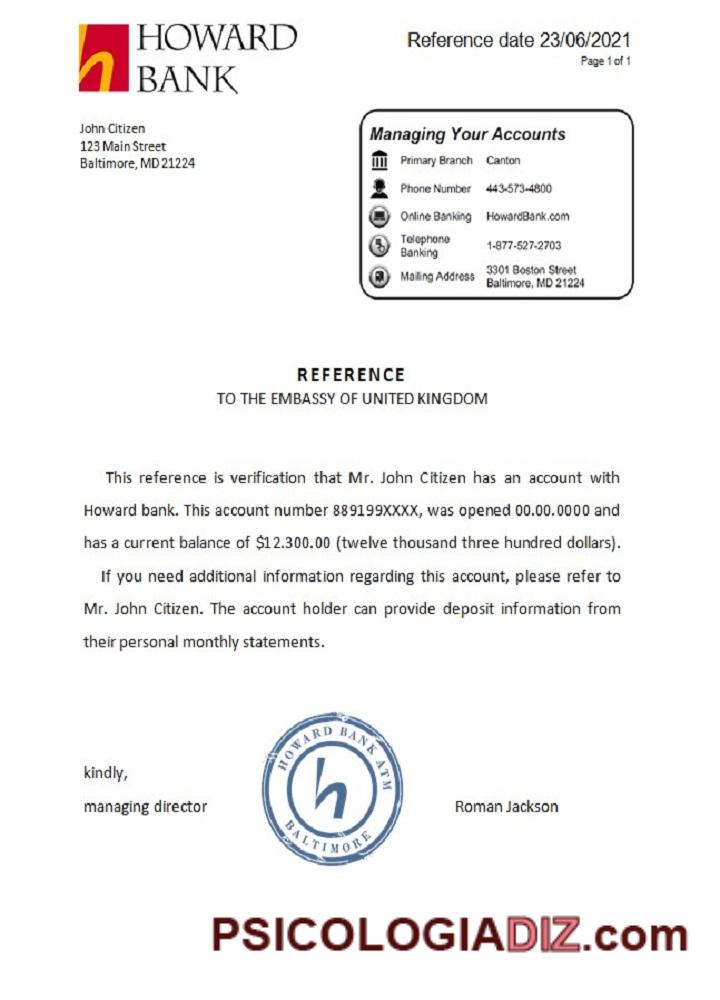 HOWARD
BANK
Reference date 23/06/2021
Page 1 of 1
John Citizen
123 Main Street
Baltimore, MD 21224
Managing Your Accounts
Primary Branch Canton
Phone Number 443-573-4800
Online Banking HowardBank.com
Telephone
Banking 1-877-527-2703
Mailing Address 3301 Boston Street
Baltimore, MD 21224
REFERENCE
TO THE EMBASSY OF UNITED KINGDOM
This reference is verification that Mr. John Citizen has an account with
Howard bank. This account number 889199XXXX, was opened 00.00.0000 and
has a current balance of $12.300.00 (twelve thousand three hundred dollars).
If you need additional information regarding this account, please refer to
Mr. John Citizen. The account holder can provide deposit information from
their personal monthly statements.
HOWARD BANK ATM
h
BALTIMORE
kindly,
managing director
Roman Jackson
PSICOLOGIADIZ.com